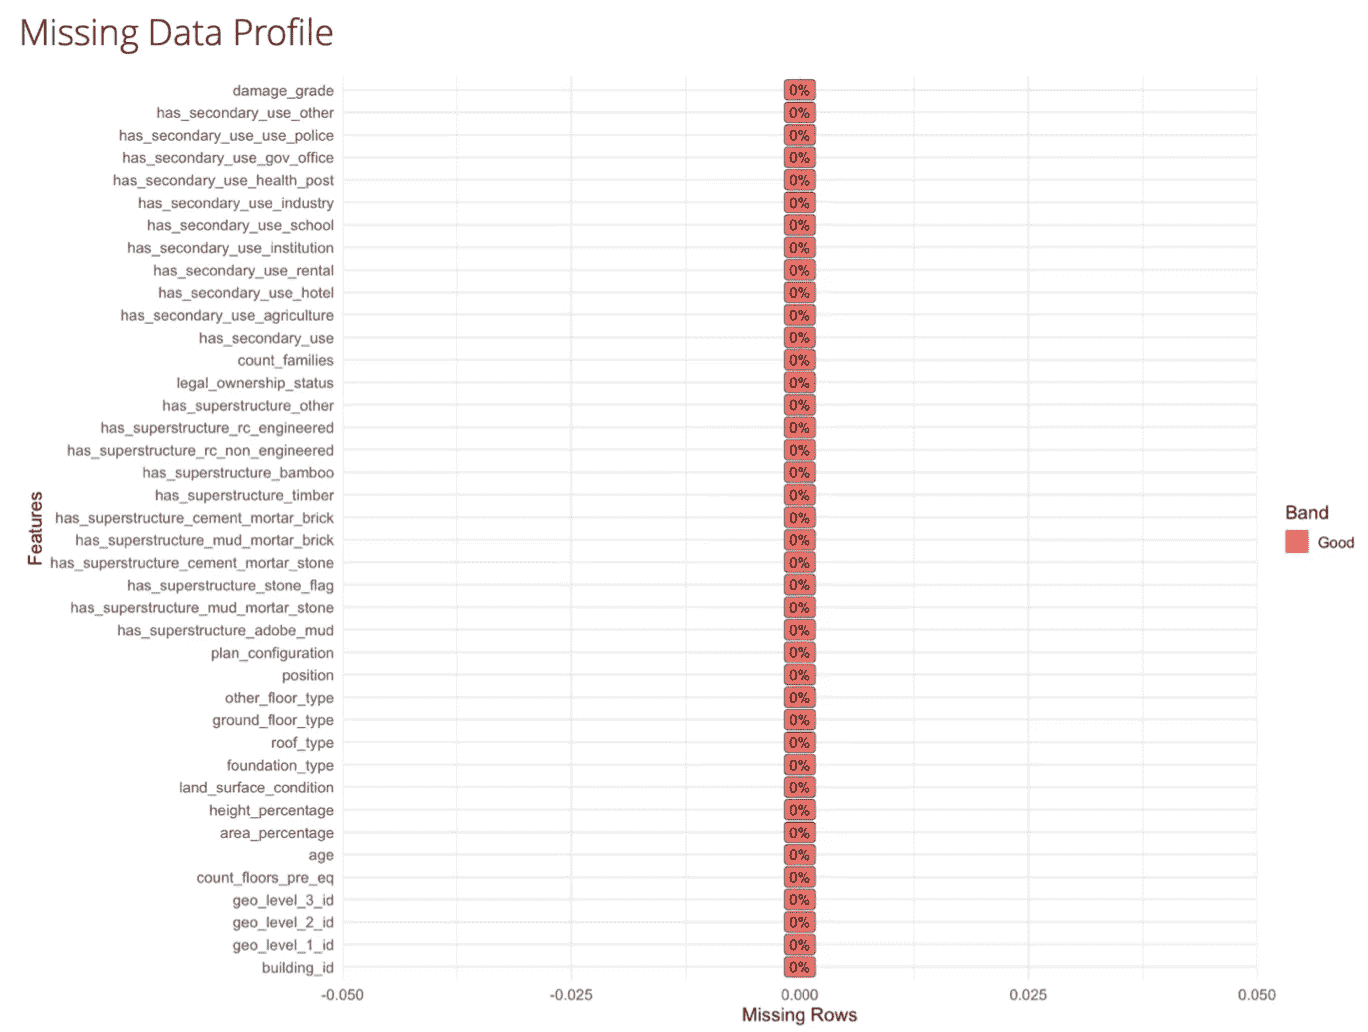 Missing Data Profile
damage_grade 0%
has_secondary_use_other 0%
has_secondary_use_use_police 0%
has_secondary_use_gov_office 0%
has_secondary_use_health_post 0%
has_secondary_use_industry 0%
has_secondary_use_school 0%
has_secondary_use_institution 0%
has_secondary_use_rental 0%
has_secondary_use_hotel 0%
has_secondary_use_agriculture 0%
has_secondary_use 0%
count_families 0%
legal_ownership_status 0%
has_superstructure_other 0%
has_superstructure_rc_engineered 0%
has_superstructure_rc_non_engineered 0%
has_superstructure_bamboo 0%
has_superstructure_timber 0%
has_superstructure_cement_mortar_brick 0%
has_superstructure_mud_mortar_brick 0%
has_superstructure_cement_mortar_stone 0%
has_superstructure_stone_flag 0%
has_superstructure_mud_mortar_stone 0%
has_superstructure_adobe_mud 0%
plan_configuration 0%
position 0%
other_floor_type 0%
ground_floor_type 0%
roof_type 0%
foundation_type 0%
land_surface_condition 0%
height_percentage 0%
area_percentage 0%
age 0%
count_floors_pre_eq 0%
geo_level_3_id 0%
geo_level_2_id 0%
geo_level_1_id 0%
building_id 0%
Features
-0.050 -0.025 0.000 0.025 0.050
Missing Rows
Band
Good